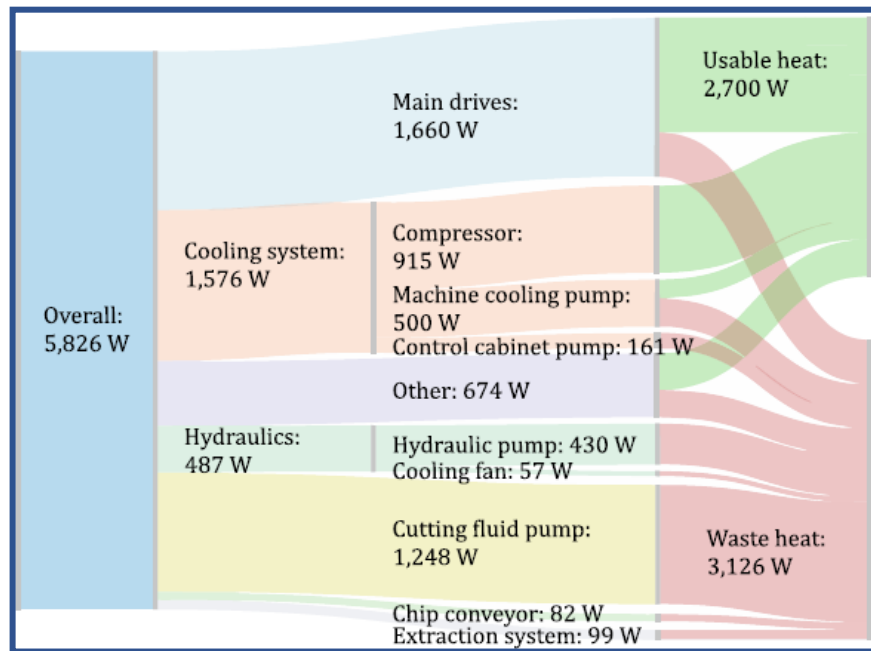 Overall:
5,826 W
Main drives:
1,660 W
Cooling system:
1,576 W
Compressor:
915 W
Machine cooling pump:
500 W
Control cabinet pump: 161 W
Other: 674 W
Hydraulics:
487 W
Hydraulic pump: 430 W
Cooling fan: 57 W
Cutting fluid pump:
1,248 W
Chip conveyor: 82 W
Extraction system: 99 W
Usable heat:
2,700 W
Waste heat:
3,126 W